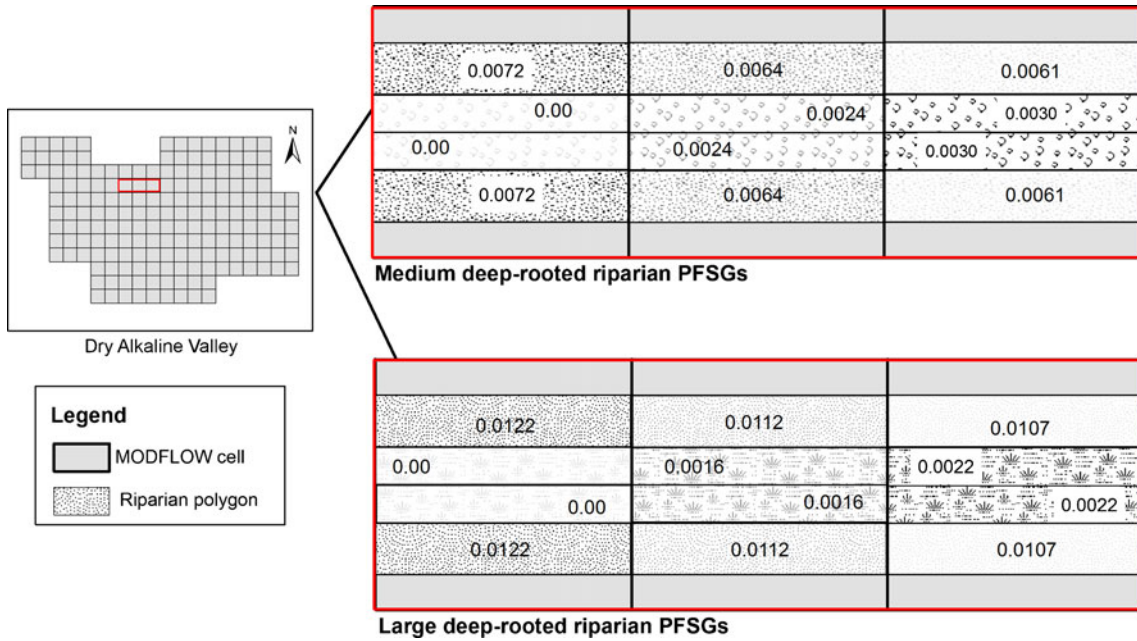 N
Dry Alkaline Valley
Legend
MODFLOW cell
Riparian polygon
0.0072 0.0064 0.0061
0.00 0.0024 0.0030
0.00 0.0024 0.0030
0.0072 0.0064 0.0061
Medium deep-rooted riparian PFSGs
0.0122 0.0112 0.0107
0.00 0.0016 0.0022
0.00 0.0016 0.0022
0.0122 0.0112 0.0107
Large deep-rooted riparian PFSGs